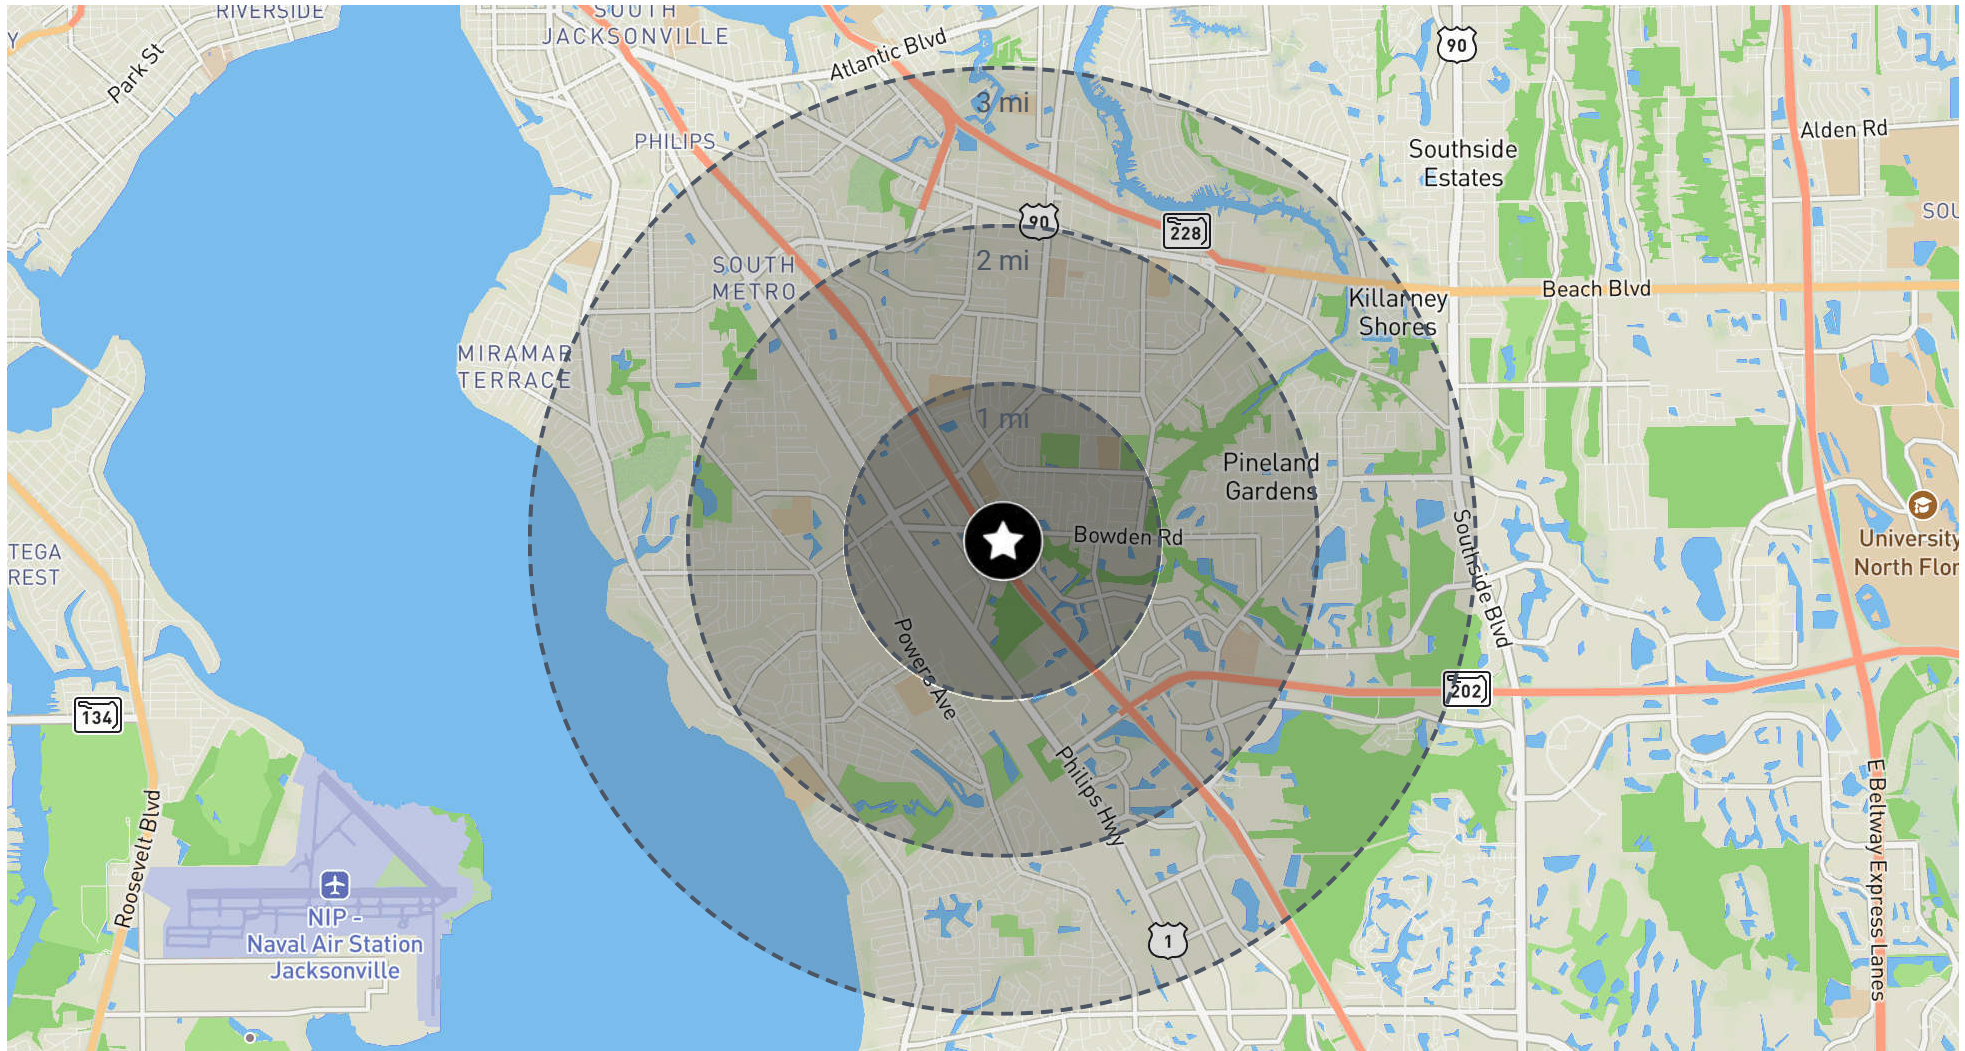 RIVERSIDE
SOUTH
JACKSONVILLE
Y
Park St
Atlantic Blvd
90
3 mi
PHILIPS
Alden Rd
Southside
Estates
SOU
90
228
SOUTH
METRO
2 mi
Beach Blvd
Killarney
Shores
MIRAMAR
TERRACE
1 mi
Pineland
Gardens
Bowden Rd
Southside Blvd
University
North Flor
TEGA
REST
Powers Ave
202
134
Philips Hwy
Roosevelt Blvd
E Beltway Express Lanes
NIP -
Naval Air Station
Jacksonville
1